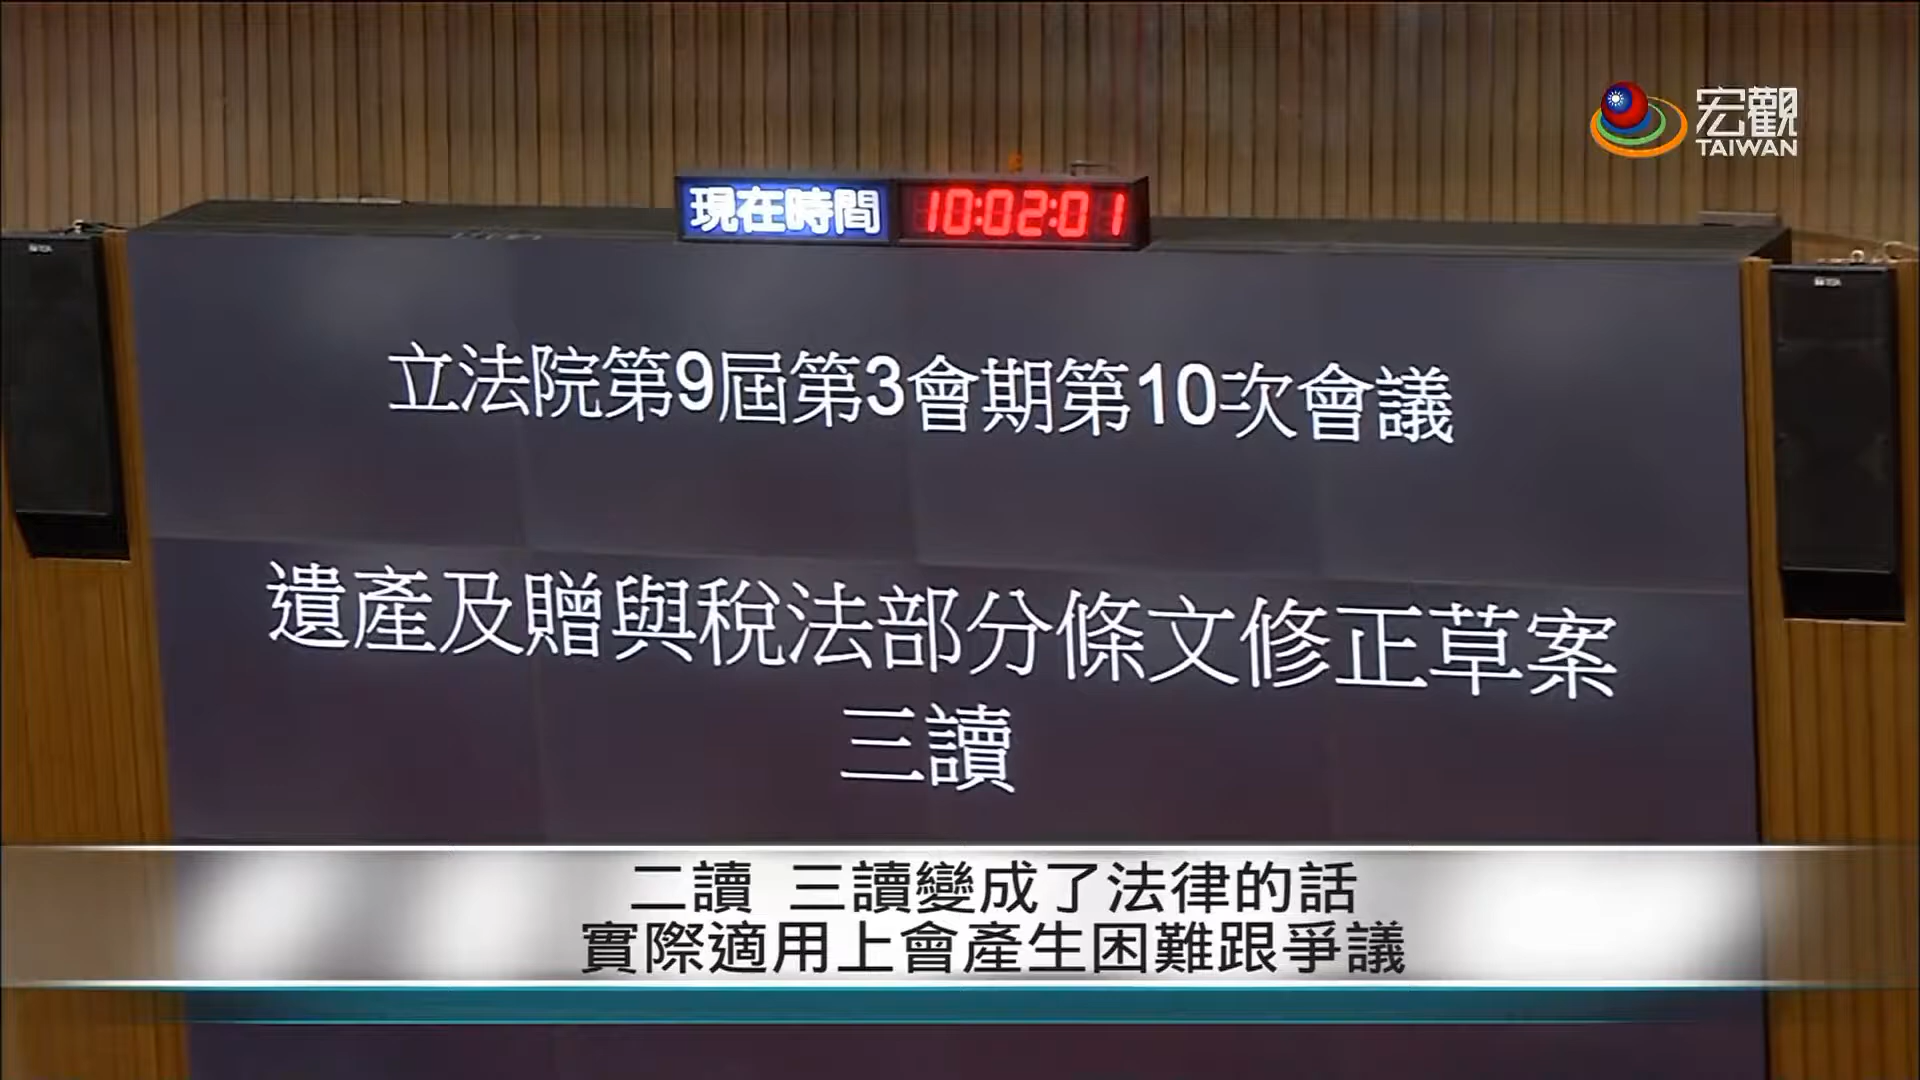 宏觀
TAIWAN
現在時間 10:02:01
立法院第9屆第3會期第10次會議
遺產及贈與稅法部分條文修正草案
三讀
二讀 三讀變成了法律的話
實際適用上會產生困難跟爭議